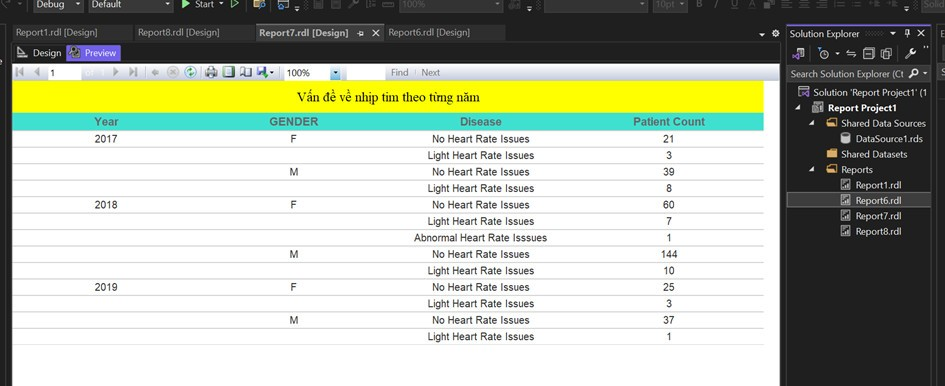 Debug Default Start 100% 10pt B I U A Solid
Report1.rdl [Design] Report8.rdl [Design] Report7.rdl [Design] Report6.rdl [Design]
Design Preview
1 100% Find | Next
Vấn đề về nhịp tim theo từng năm
Year GENDER Disease Patient Count
2017 F No Heart Rate Issues 21
Light Heart Rate Issues 3
M No Heart Rate Issues 39
Light Heart Rate Issues 8
2018 F No Heart Rate Issues 60
Light Heart Rate Issues 7
Abnormal Heart Rate Isssues 1
M No Heart Rate Issues 144
Light Heart Rate Issues 10
2019 F No Heart Rate Issues 25
Light Heart Rate Issues 3
M No Heart Rate Issues 37
Light Heart Rate Issues 1
Solution Explorer
Search Solution Explorer (Ct
Solution 'Report Project1' (1
Report Project1
Shared Data Sources
DataSource1.rds
Shared Datasets
Reports
Report1.rdl
Report6.rdl
Report7.rdl
Report8.rdl